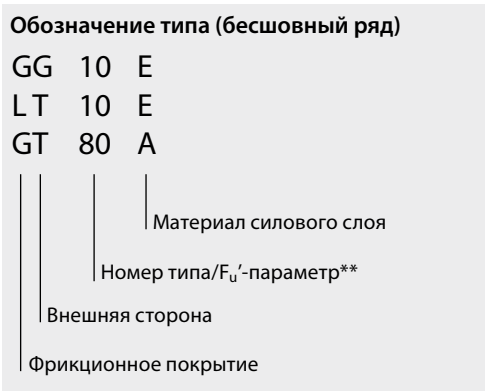 Обозначение типа (бесшовный ряд)
GG 10 E
LT 10 E
GT 80 A
Материал силового слоя
Номер типа/Fu′-параметр**
Внешняя сторона
Фрикционное покрытие